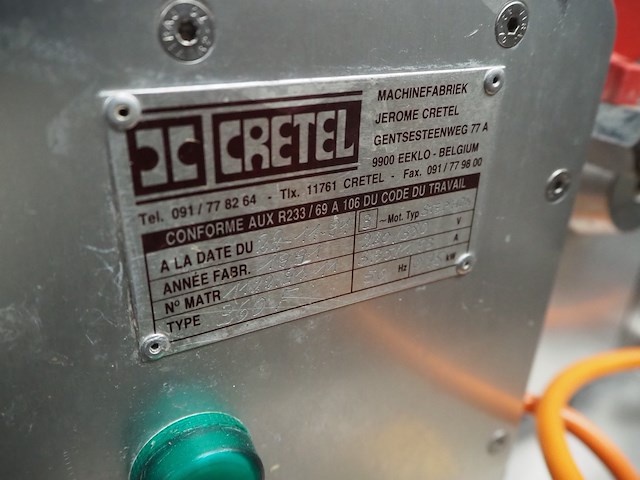 CRETEL
MACHINEFABRIEK
JEROME CRETEL
GENTSESTEENWEG 77 A
9900 EEKLO - BELGIUM
Tel. 091/77 82 64 - Tlx. 11761 CRETEL - Fax. 091/77 98 00
CONFORME AUX R233/69 A 106 DU CODE DU TRAVAIL
A LA DATE DU
ANNÉE FABR.
Nº MATR
TYPE
- Mot. Typ
V
A
Hz kW